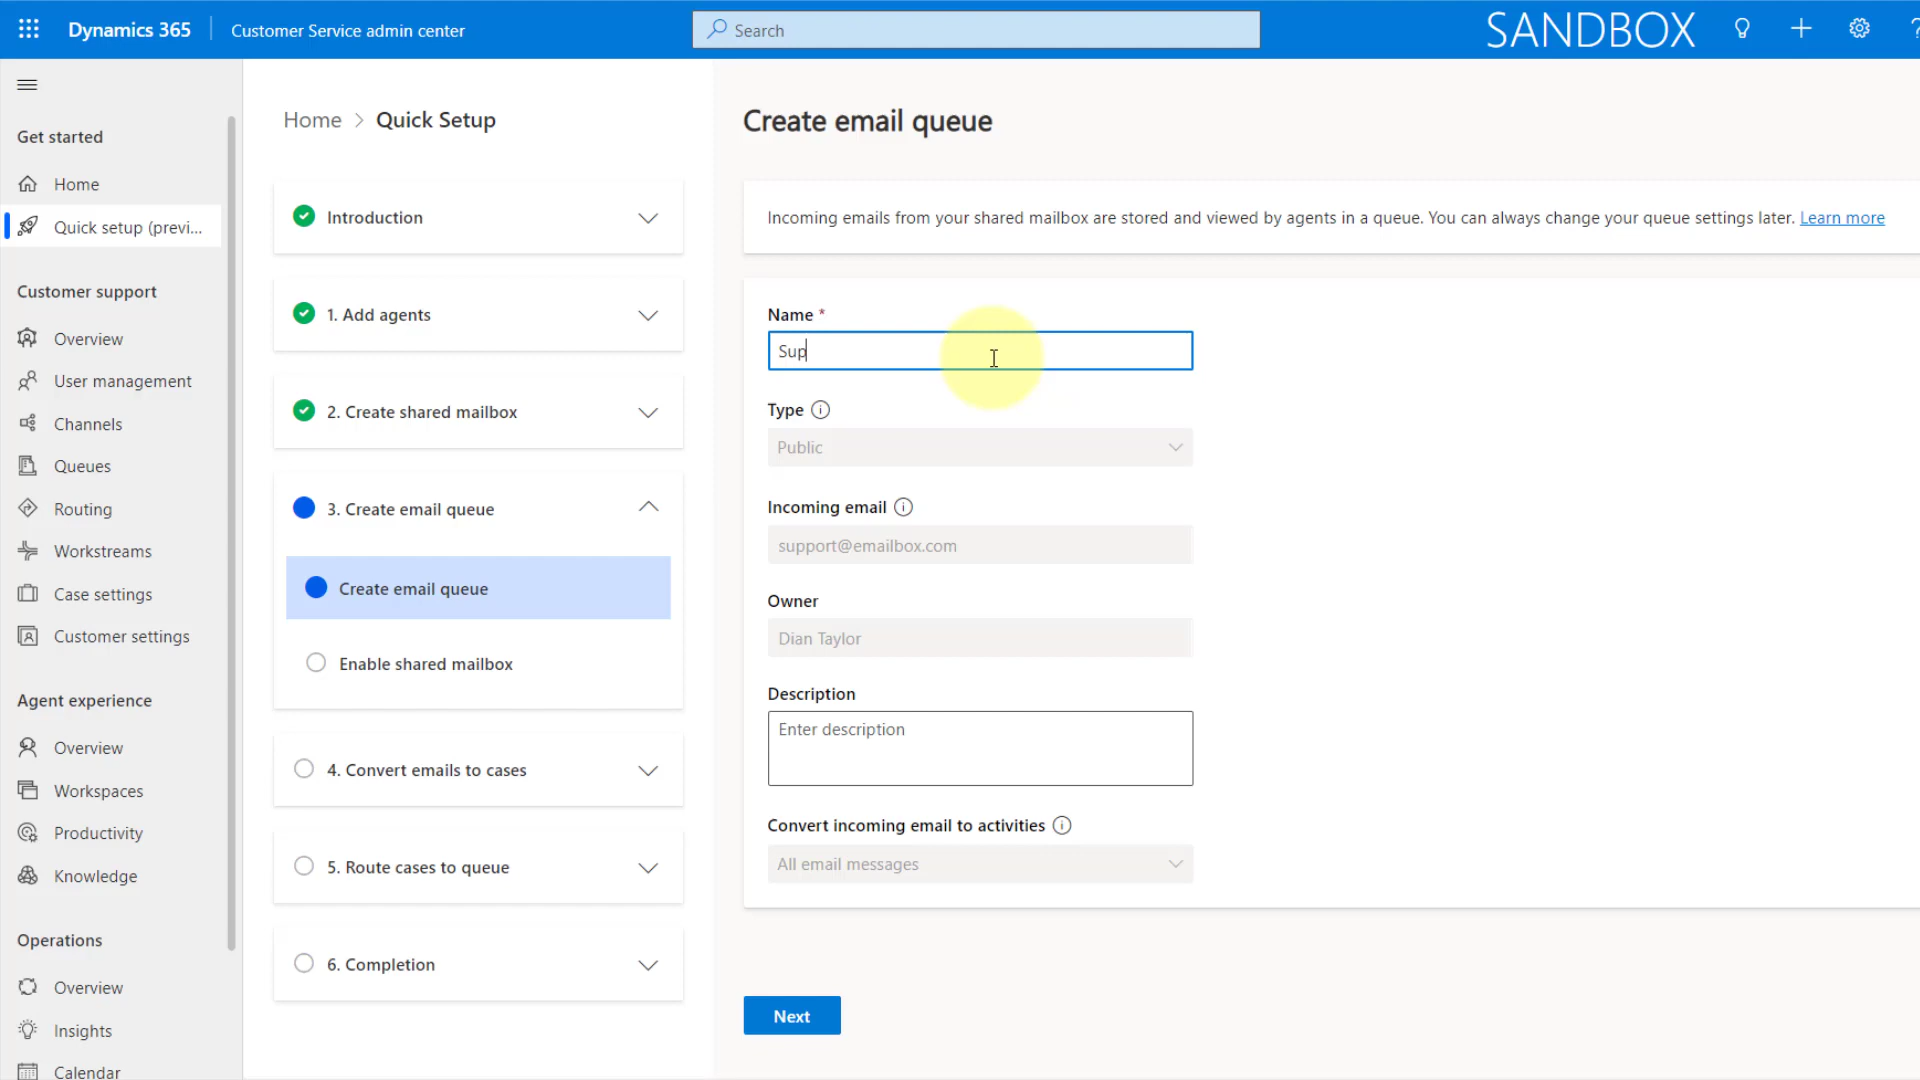 Dynamics 365
Customer Service admin center
Search
SANDBOX
?
Get started
Home
Quick setup (previ...
Customer support
Overview
User management
Channels
Queues
Routing
Workstreams
Case settings
Customer settings
Agent experience
Overview
Workspaces
Productivity
Knowledge
Operations
Overview
Insights
Calendar
Home > Quick Setup
Introduction
1. Add agents
2. Create shared mailbox
3. Create email queue
Create email queue
Enable shared mailbox
4. Convert emails to cases
5. Route cases to queue
6. Completion
Create email queue
Incoming emails from your shared mailbox are stored and viewed by agents in a queue. You can always change your queue settings later. Learn more
Name *
Sup
Type
Public
Incoming email
support@emailbox.com
Owner
Dian Taylor
Description
Enter description
Convert incoming email to activities
All email messages
Next